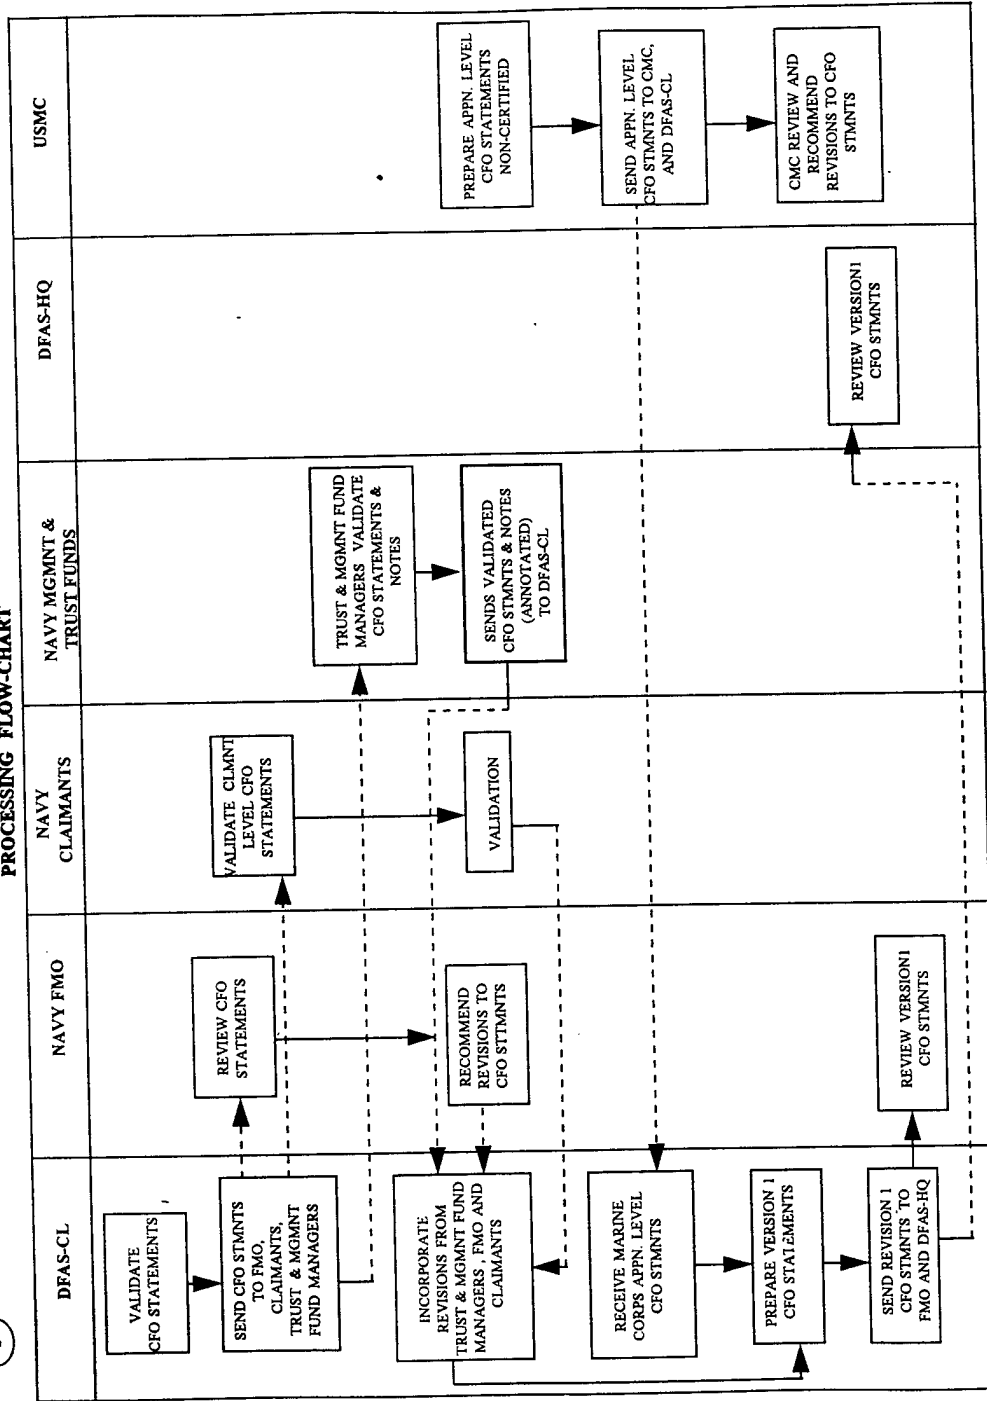 PROCESSING FLOW-CHART
DFAS-CL
NAVY FMO
NAVY
CLAIMANTS
NAVY MGMNT &
TRUST FUNDS
DFAS-HQ
USMC
VALIDATE
CFO STATEMENTS
SEND CFO STMNTS
TO FMO,
CLAIMANTS,
TRUST & MGMNT
FUND MANAGERS
INCORPORATE
REVISIONS FROM
TRUST & MGMNT FUND
MANAGERS , FMO AND
CLAIMANTS
RECEIVE MARINE
CORPS APPN. LEVEL
CFO STMNTS
PREPARE VERSION 1
CFO STATEMENTS
SEND REVISION 1
CFO STMNTS TO
FMO AND DFAS-HQ
REVIEW CFO
STATEMENTS
RECOMMEND
REVISIONS TO
CFO STTMNTS
REVIEW VERSION1
CFO STMNTS
VALIDATE CLMNT
LEVEL CFO
STATEMENTS
VALIDATION
TRUST & MGMNT FUND
MANAGERS VALIDATE
CFO STATEMENTS &
NOTES
SENDS VALIDATED
CFO STMNTS & NOTES
(ANNOTATED)
TO DFAS-CL
REVIEW VERSION1
CFO STMNTS
PREPARE APPN. LEVEL
CFO STATEMENTS
NON-CERTIFIED
SEND APPN. LEVEL
CFO STMNTS TO CMC,
AND DFAS-CL
CMC REVIEW AND
RECOMMEND
REVISIONS TO CFO
STMNTS